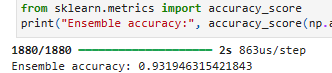 from sklearn.metrics import accuracy_score
print("Ensemble accuracy:", accuracy_score(np.a
1880/1880 ━━━━━━━━━━━━━━━━━━━━ 2s 863us/step
Ensemble accuracy: 0.931946315421843